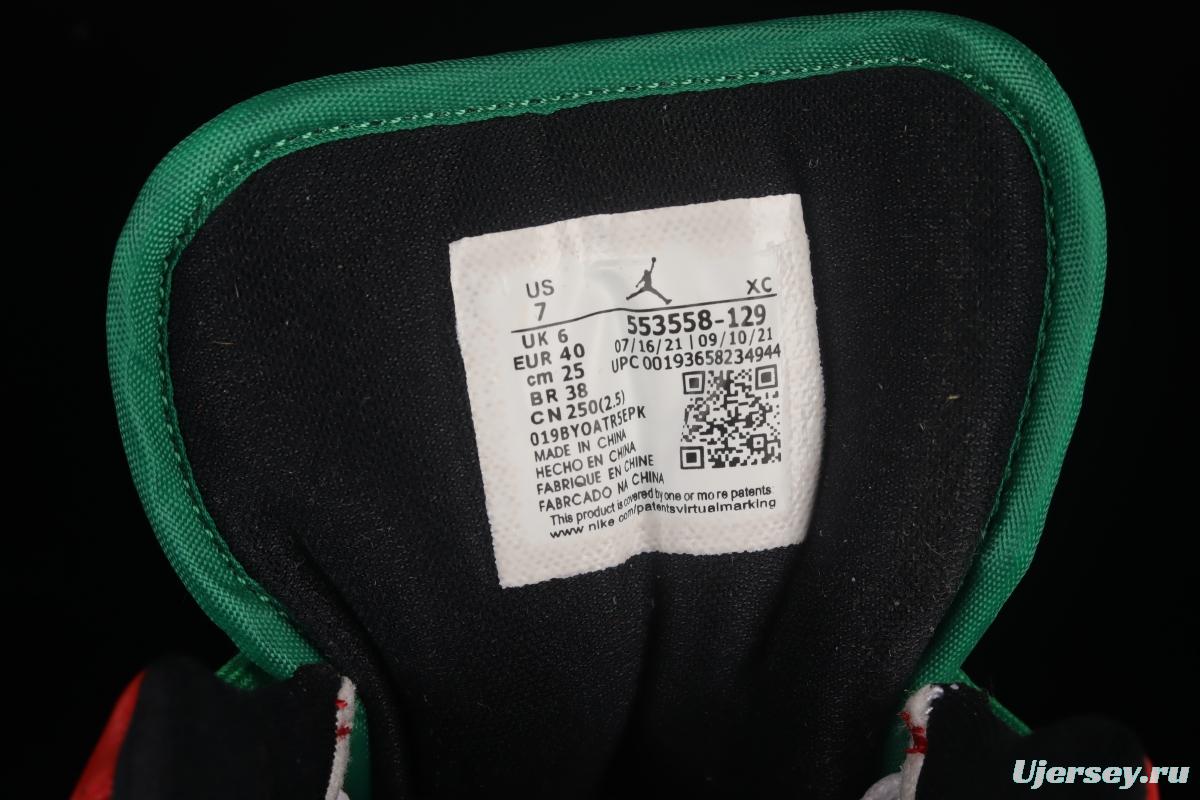 US
7
XC
UK 6
EUR 40
cm 25
BR 38
CN 250(2.5)
553558-129
07/16/21 | 09/10/21
UPC 00193658234944
019BYOATR5EPK
MADE IN CHINA
HECHO EN CHINA
FABRIQUE EN CHINE
FABRCADO NA CHINA
This product is covered by one or more patents
www.nike.com/patentsvirtualmarking
Ujersey.ru